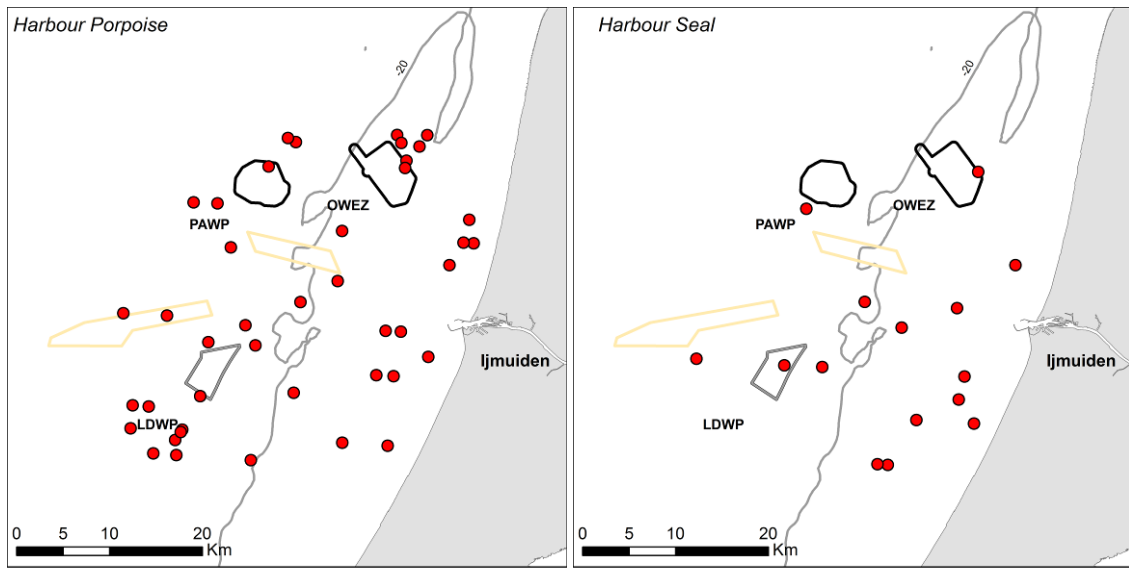 Harbour Porpoise
-20
OWEZ
PAWP
Ijmuiden
LDWP
0 5 10 20
Km
Harbour Seal
-20
OWEZ
PAWP
Ijmuiden
LDWP
0 5 10 20
Km